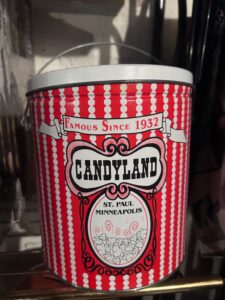 FAMOUS SINCE 1932
CANDYLAND
ST. PAUL
MINNEAPOLIS